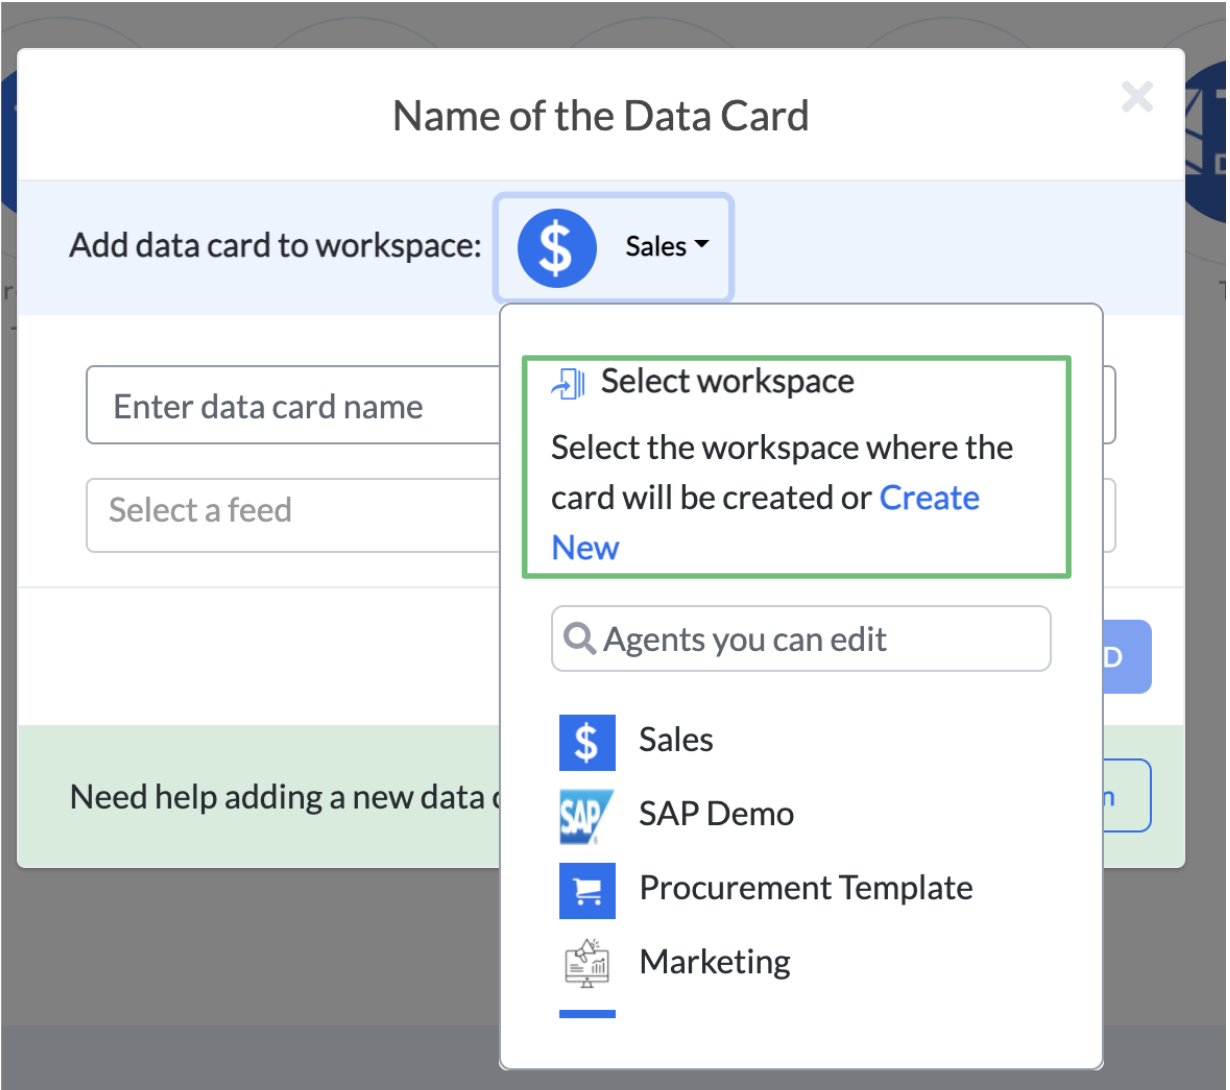 Name of the Data Card
Add data card to workspace:
Sales
Enter data card name
Select a feed
Select workspace
Select the workspace where the
card will be created or Create
New
Agents you can edit
Sales
SAP
SAP Demo
Procurement Template
Marketing
Need help adding a new data